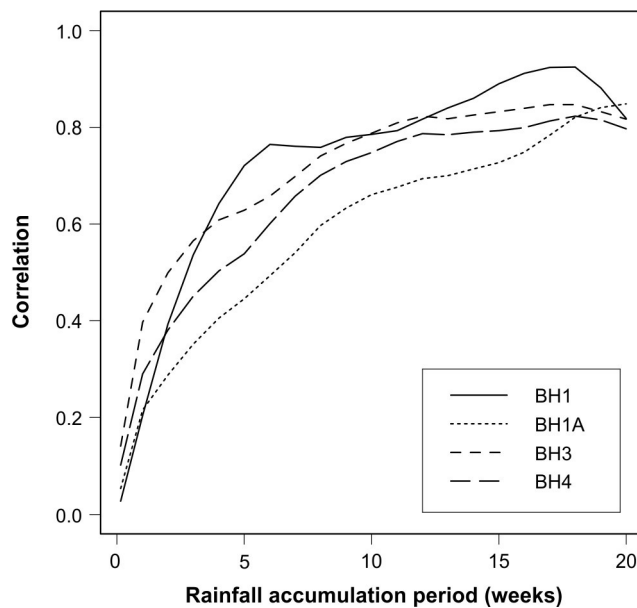 1.0
0.8
0.6
0.4
0.2
0.0
Correlation
BH1
BH1A
BH3
BH4
0 5 10 15 20
Rainfall accumulation period (weeks)